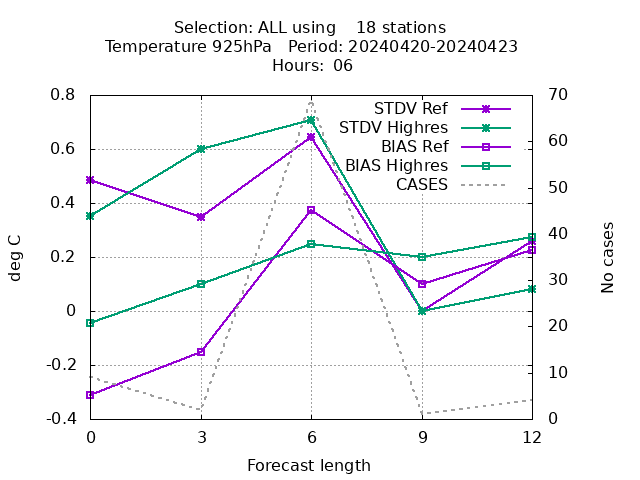 Selection: ALL using    18 stations
Temperature 925hPa   Period: 20240420-20240423
Hours:  06
0.8
0.6
0.4
0.2
0
-0.2
-0.4
70
60
50
40
30
20
10
0
STDV Ref
STDV Highres
BIAS Ref
BIAS Highres
CASES
deg C
No cases
0 3 6 9 12
Forecast length